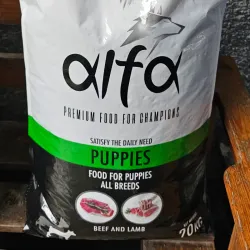 alfa
PREMIUM FOOD FOR CHAMPIONS
SATISFY THE DAILY NEED
PUPPIES
FOOD FOR PUPPIES
ALL BREEDS
BEEF AND LAMB
20KG